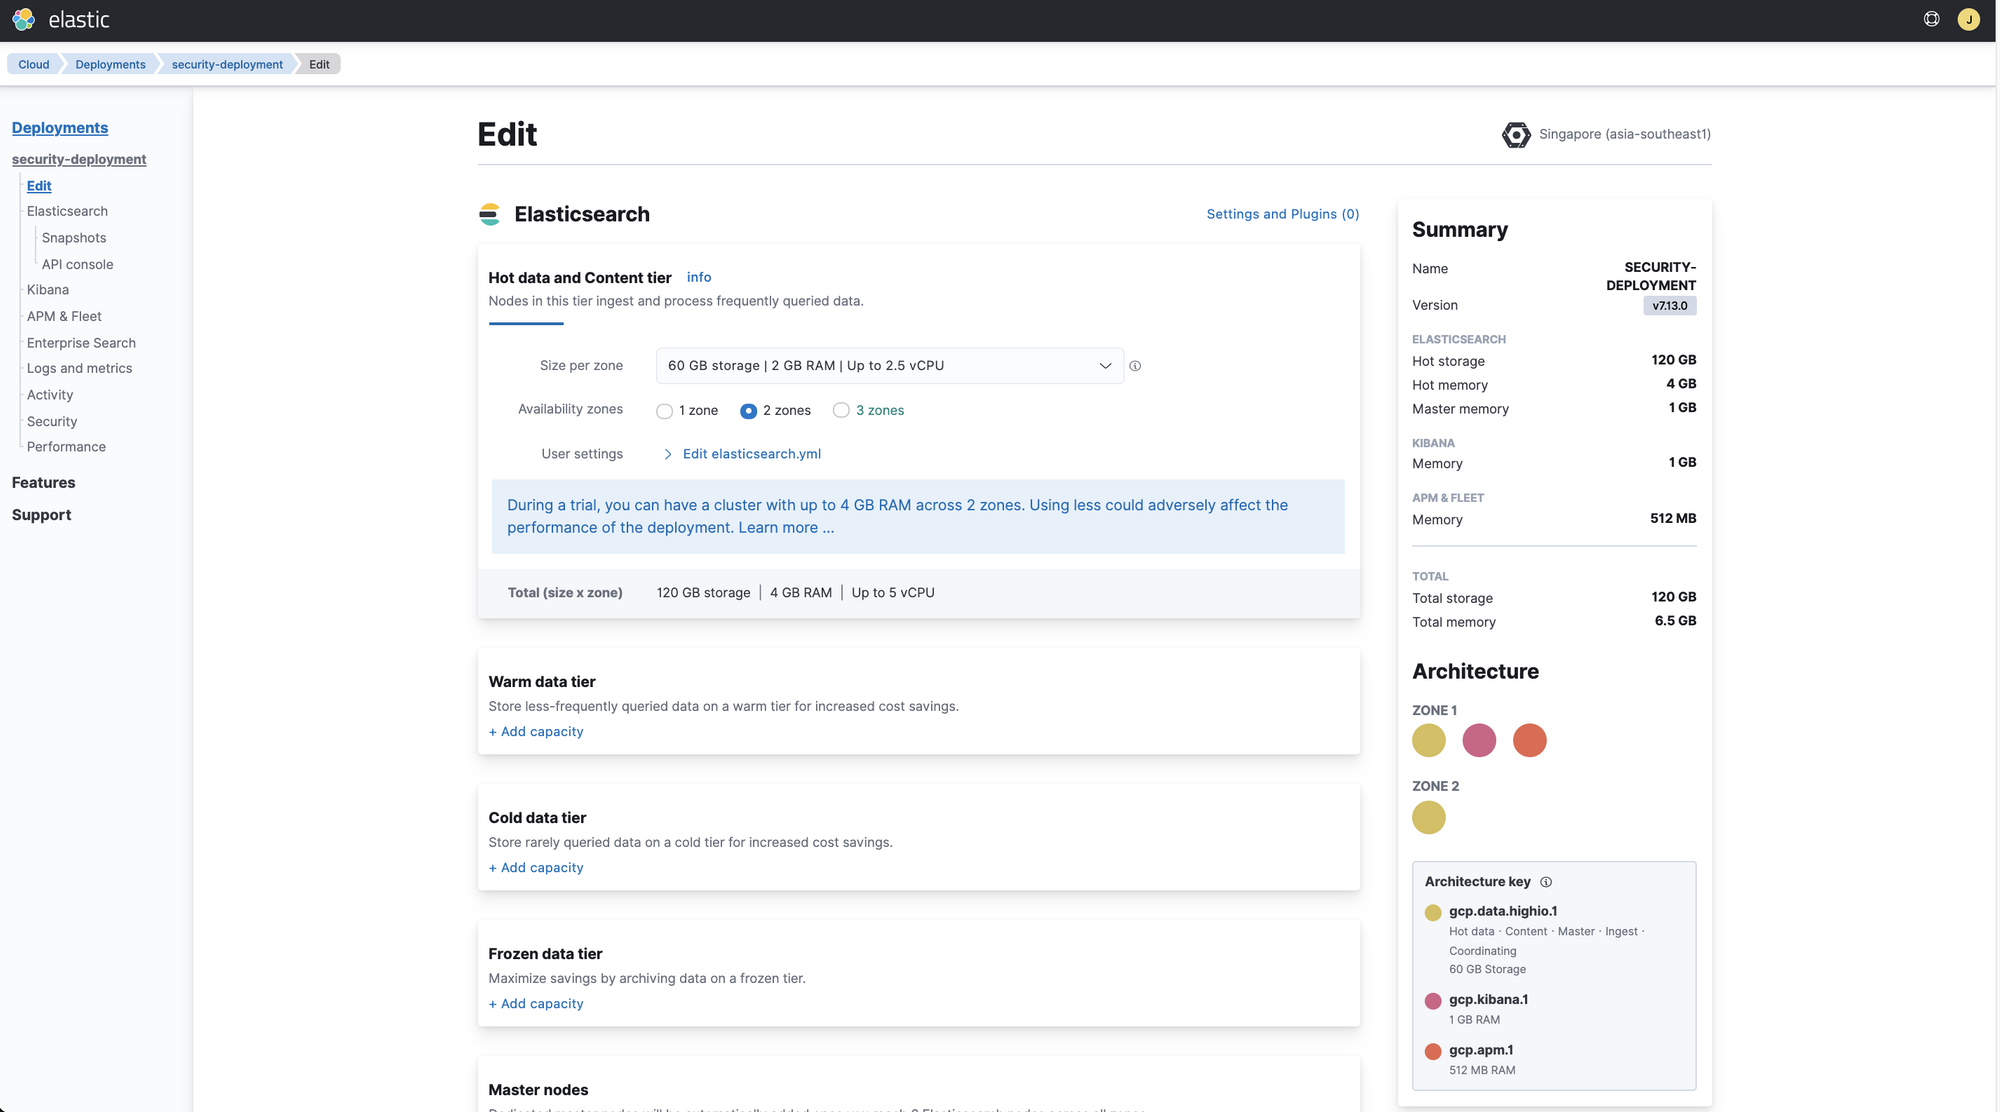 elastic
J
Cloud
Deployments
security-deployment
Edit
Deployments
security-deployment
Edit
Elasticsearch
Snapshots
API console
Kibana
APM & Fleet
Enterprise Search
Logs and metrics
Activity
Security
Performance
Features
Support
Edit
Singapore (asia-southeast1)
Elasticsearch
Settings and Plugins (0)
Hot data and Content tier info
Nodes in this tier ingest and process frequently queried data.
Size per zone
60 GB storage | 2 GB RAM | Up to 2.5 vCPU
Availability zones
1 zone
2 zones
3 zones
User settings
Edit elasticsearch.yml
During a trial, you can have a cluster with up to 4 GB RAM across 2 zones. Using less could adversely affect the
performance of the deployment. Learn more ...
Total (size x zone)
120 GB storage | 4 GB RAM | Up to 5 vCPU
Warm data tier
Store less-frequently queried data on a warm tier for increased cost savings.
+ Add capacity
Cold data tier
Store rarely queried data on a cold tier for increased cost savings.
+ Add capacity
Frozen data tier
Maximize savings by archiving data on a frozen tier.
+ Add capacity
Master nodes
Summary
Name
SECURITY-
DEPLOYMENT
Version
v7.13.0
ELASTICSEARCH
Hot storage 120 GB
Hot memory 4 GB
Master memory 1 GB
KIBANA
Memory 1 GB
APM & FLEET
Memory 512 MB
TOTAL
Total storage 120 GB
Total memory 6.5 GB
Architecture
ZONE 1
ZONE 2
Architecture key
gcp.data.highio.1
Hot data · Content · Master · Ingest ·
Coordinating
60 GB Storage
gcp.kibana.1
1 GB RAM
gcp.apm.1
512 MB RAM